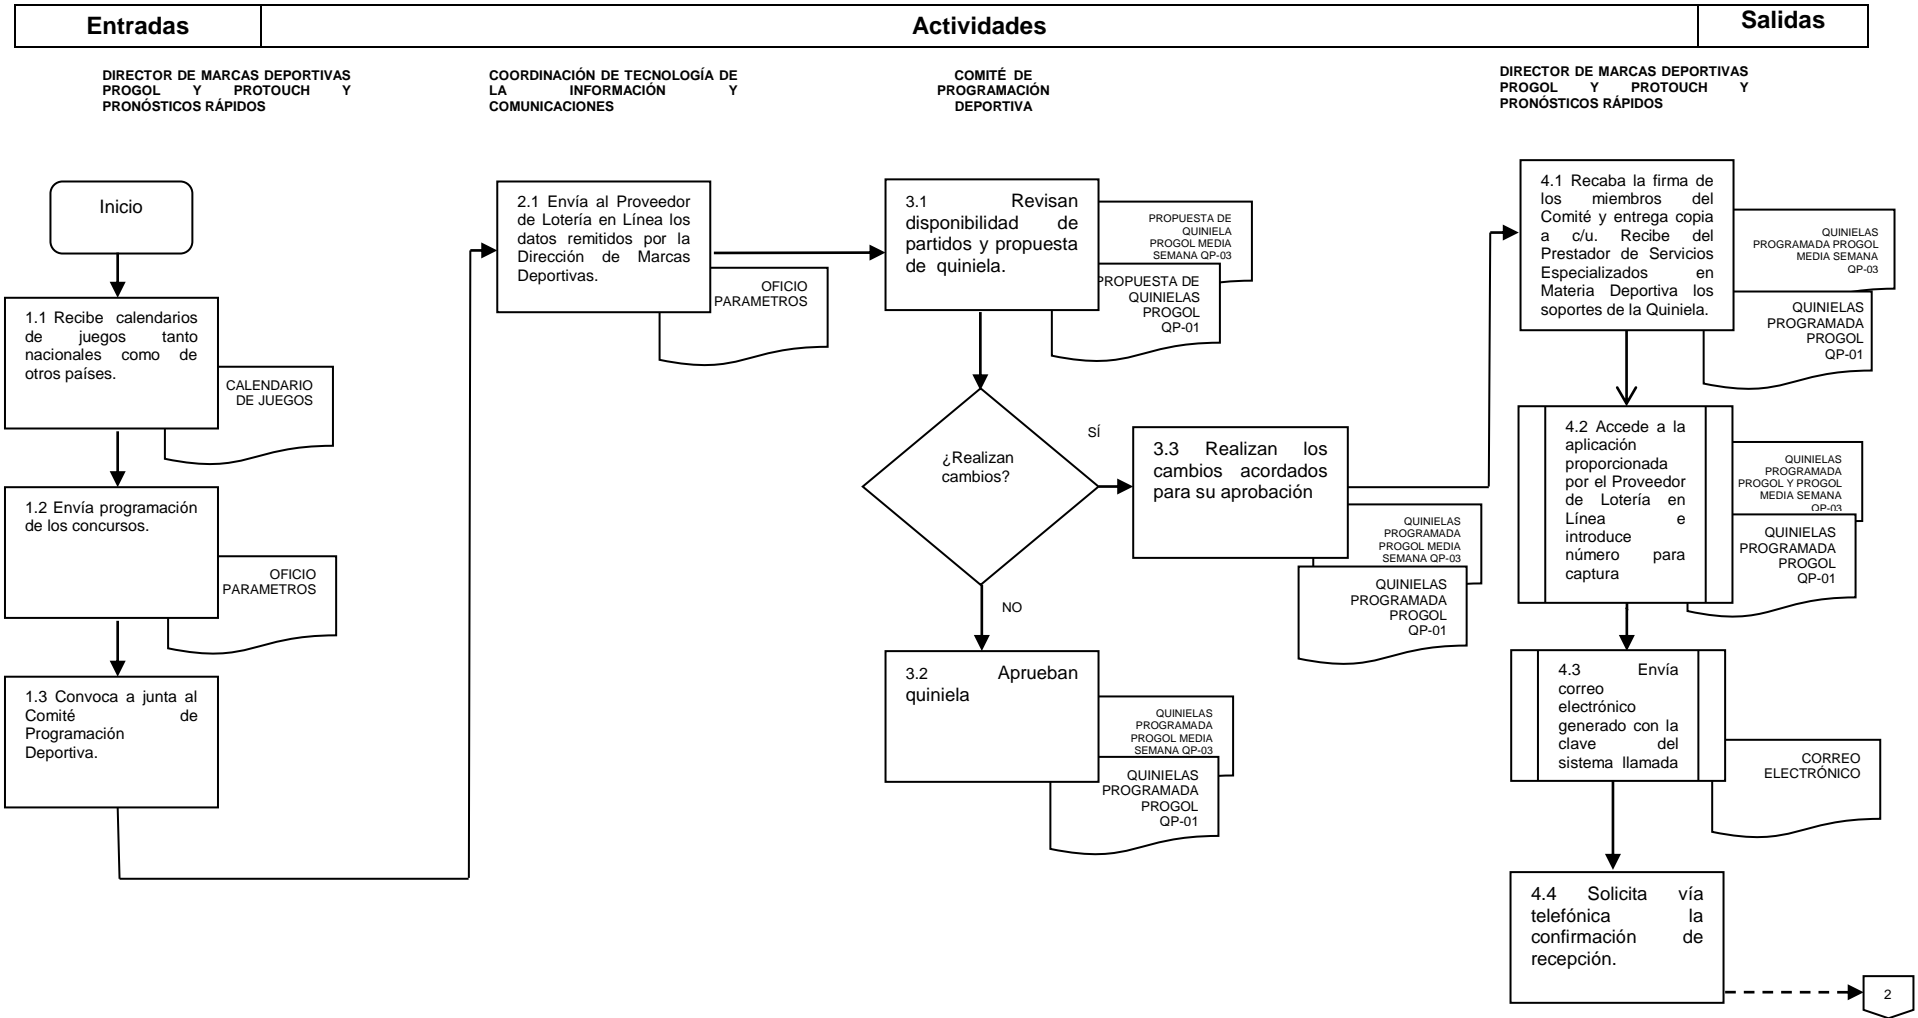 Entradas
Actividades
Salidas
DIRECTOR DE MARCAS DEPORTIVAS
PROGOL Y PROTOUCH Y
PRONÓSTICOS RÁPIDOS
COORDINACIÓN DE TECNOLOGÍA DE
LA INFORMACIÓN Y
COMUNICACIONES
COMITÉ DE
PROGRAMACIÓN
DEPORTIVA
DIRECTOR DE MARCAS DEPORTIVAS
PROGOL Y PROTOUCH Y
PRONÓSTICOS RÁPIDOS
Inicio
1.1 Recibe calendarios
de juegos tanto
nacionales como de
otros países.
CALENDARIO
DE JUEGOS
1.2 Envía programación
de los concursos.
OFICIO
PARAMETROS
1.3 Convoca a junta al
Comité de
Programación
Deportiva.
2.1 Envía al Proveedor
de Lotería en Línea los
datos remitidos por la
Dirección de Marcas
Deportivas.
OFICIO
PARAMETROS
3.1 Revisan
disponibilidad de
partidos y propuesta
de quiniela.
PROPUESTA DE
QUINIELA
PROGOL MEDIA
SEMANA QP-03
PROPUESTA DE
QUINIELAS
PROGOL
QP-01
¿Realizan
cambios?
SÍ
NO
3.3 Realizan los
cambios acordados
para su aprobación
QUINIELAS
PROGRAMADA
PROGOL MEDIA
SEMANA QP-03
QUINIELAS
PROGRAMADA
PROGOL
QP-01
3.2 Aprueban
quiniela
QUINIELAS
PROGRAMADA
PROGOL MEDIA
SEMANA QP-03
QUINIELAS
PROGRAMADA
PROGOL
QP-01
4.1 Recaba la firma de
los miembros del
Comité y entrega copia
a c/u. Recibe del
Prestador de Servicios
Especializados en
Materia Deportiva los
soportes de la Quiniela.
QUINIELAS
PROGRAMADA PROGOL
MEDIA SEMANA
QP-03
QUINIELAS
PROGRAMADA
PROGOL
QP-01
4.2 Accede a la
aplicación
proporcionada
por el Proveedor
de Lotería en
Línea e
introduce
número para
captura
QUINIELAS
PROGRAMADA
PROGOL Y PROGOL
MEDIA SEMANA
QP-03
QUINIELAS
PROGRAMADA
PROGOL
QP-01
4.3 Envía
correo
electrónico
generado con la
clave del
sistema llamada
CORREO
ELECTRÓNICO
4.4 Solicita vía
telefónica la
confirmación de
recepción.
2